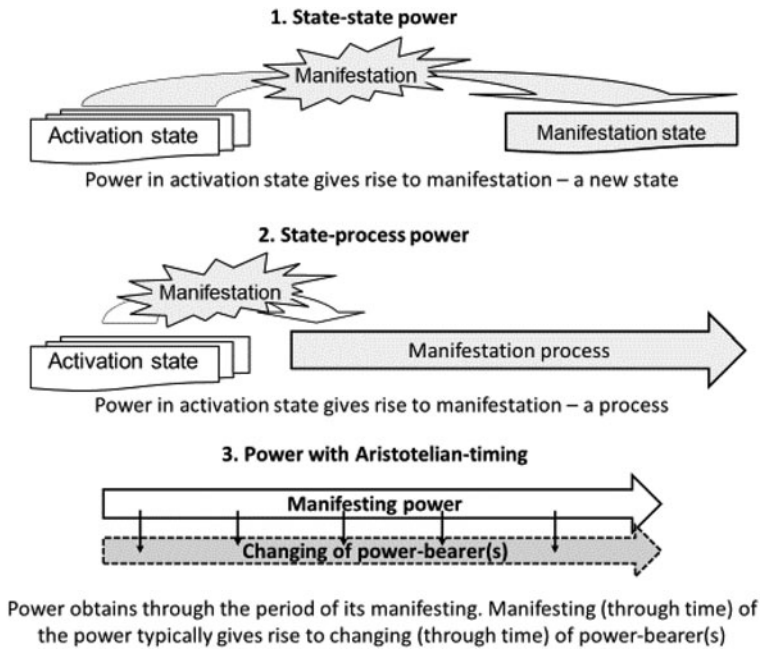 1. State-state power
Manifestation
Activation state
Manifestation state
Power in activation state gives rise to manifestation – a new state
2. State-process power
Manifestation
Activation state
Manifestation process
Power in activation state gives rise to manifestation – a process
3. Power with Aristotelian-timing
Manifesting power
Changing of power-bearer(s)
Power obtains through the period of its manifesting. Manifesting (through time) of
the power typically gives rise to changing (through time) of power-bearer(s)